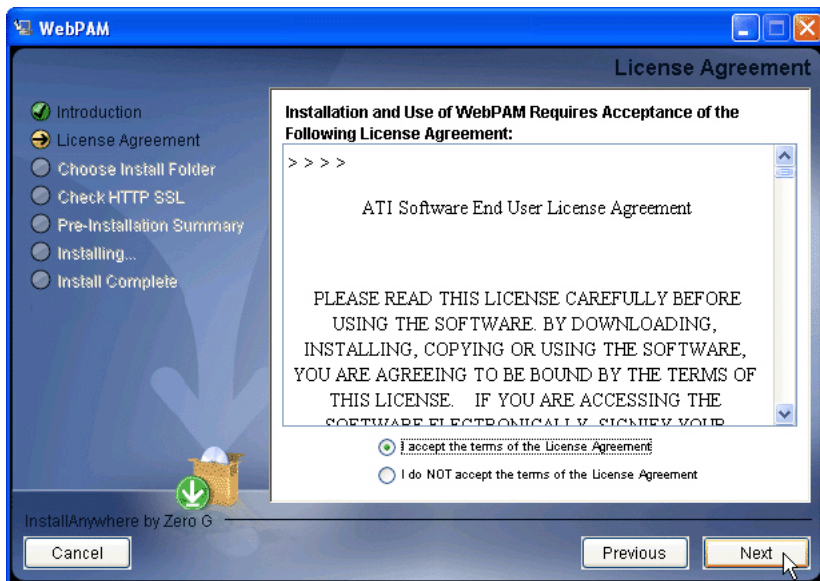 WebPAM
License Agreement
Introduction
License Agreement
Choose Install Folder
Check HTTP SSL
Pre-Installation Summary
Installing...
Install Complete
Installation and Use of WebPAM Requires Acceptance of the
Following License Agreement:
> > > >
ATI Software End User License Agreement
PLEASE READ THIS LICENSE CAREFULLY BEFORE
USING THE SOFTWARE. BY DOWNLOADING,
INSTALLING, COPYING OR USING THE SOFTWARE,
YOU ARE AGREEING TO BE BOUND BY THE TERMS OF
THIS LICENSE. IF YOU ARE ACCESSING THE
SOFTWARE ELECTRONICALLY, SIGNIFY YOUR
I accept the terms of the License Agreement
I do NOT accept the terms of the License Agreement
InstallAnywhere by Zero G
Cancel
Previous
Next